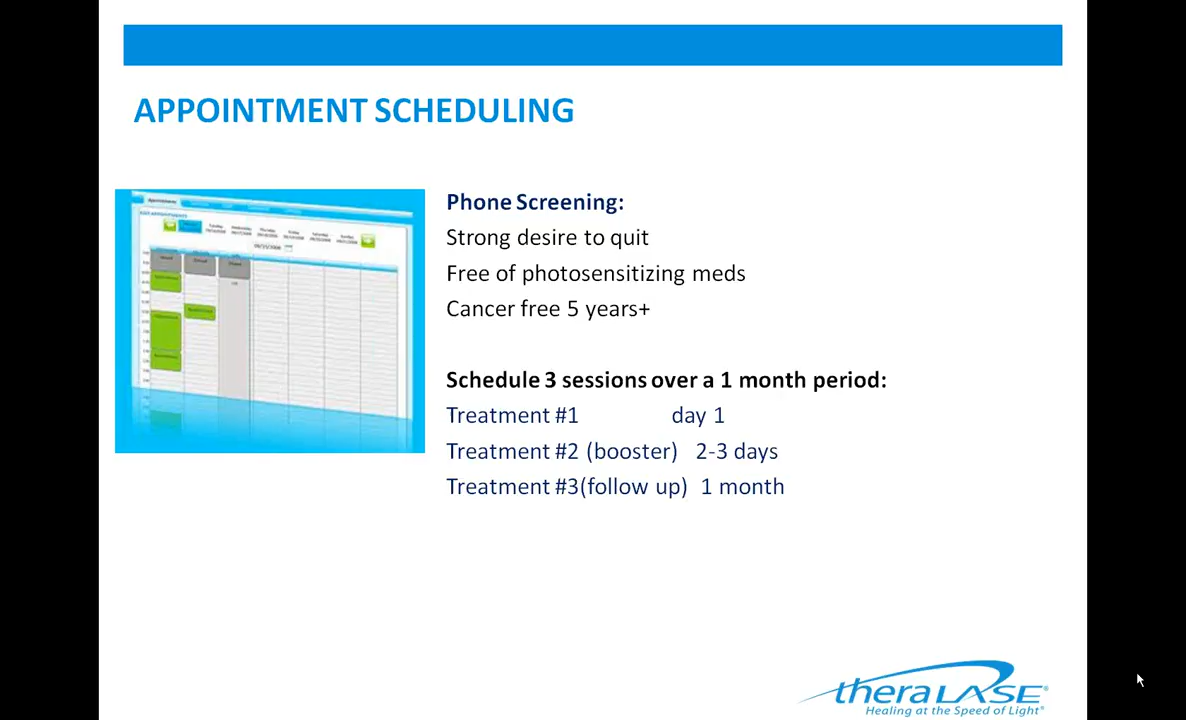 APPOINTMENT SCHEDULING
Phone Screening:
Strong desire to quit
Free of photosensitizing meds
Cancer free 5 years+
Schedule 3 sessions over a 1 month period:
Treatment #1 day 1
Treatment #2 (booster) 2-3 days
Treatment #3(follow up) 1 month
theraLASE®
Healing at the Speed of Light®